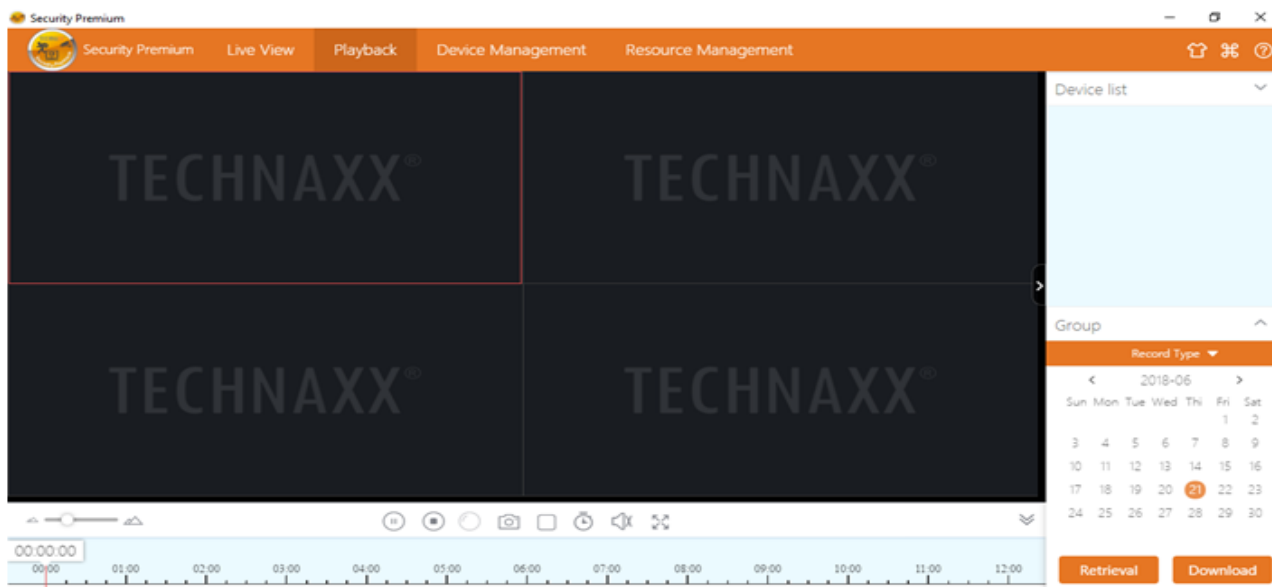 Security Premium
Security Premium Live View Playback Device Management Resource Management
Device list
TECHNAXX® TECHNAXX®
TECHNAXX® TECHNAXX®
Group
Record Type
2018-06
Sun Mon Tue Wed Thi Fri Sat
1 2
3 4 5 6 7 8 9
10 11 12 13 14 15 16
17 18 19 20 21 22 23
24 25 26 27 28 29 30
00:00:00
00:00 01:00 02:00 03:00 04:00 05:00 06:00 07:00 08:00 09:00 10:00 11:00 12:00
Retrieval Download